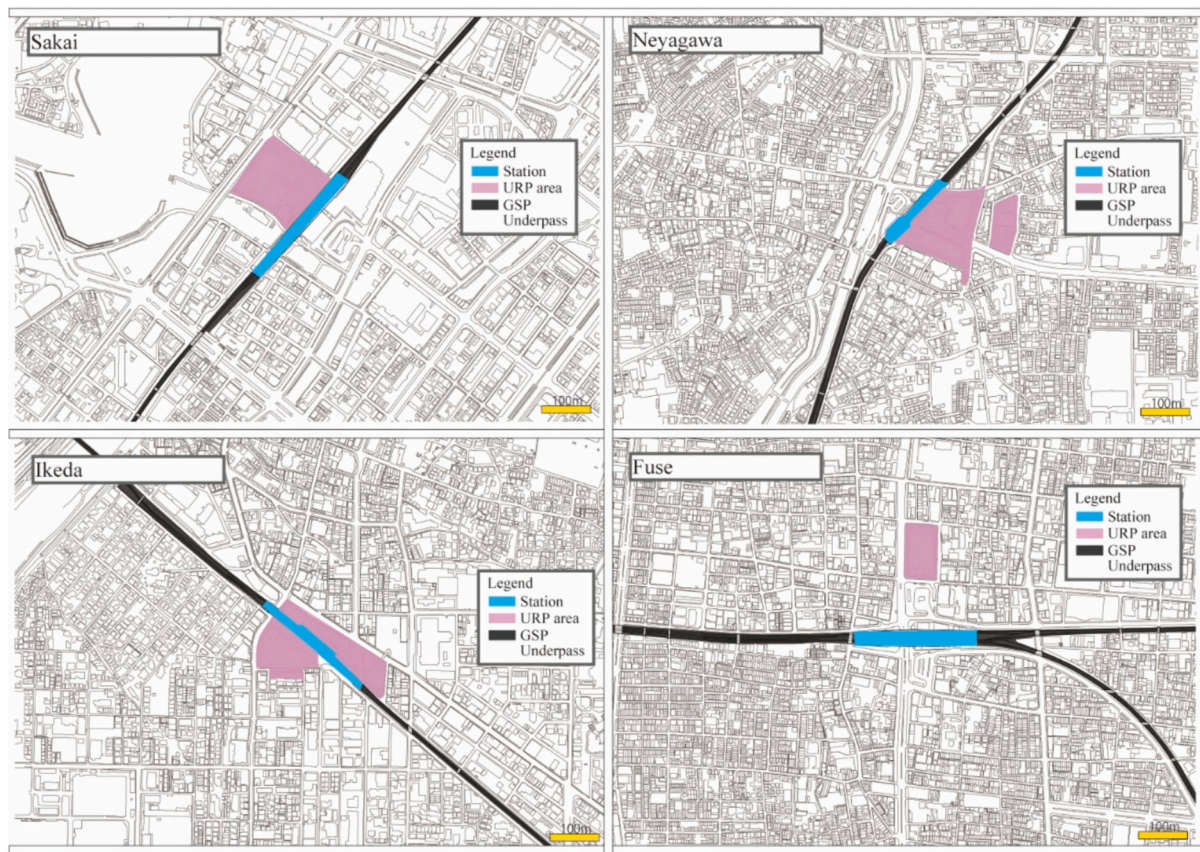 Sakai
Legend
Station
URP area
GSP
Underpass
100m
Neyagawa
Legend
Station
URP area
GSP
Underpass
100m
Ikeda
Legend
Station
URP area
GSP
Underpass
100m
Fuse
Legend
Station
URP area
GSP
Underpass
100m